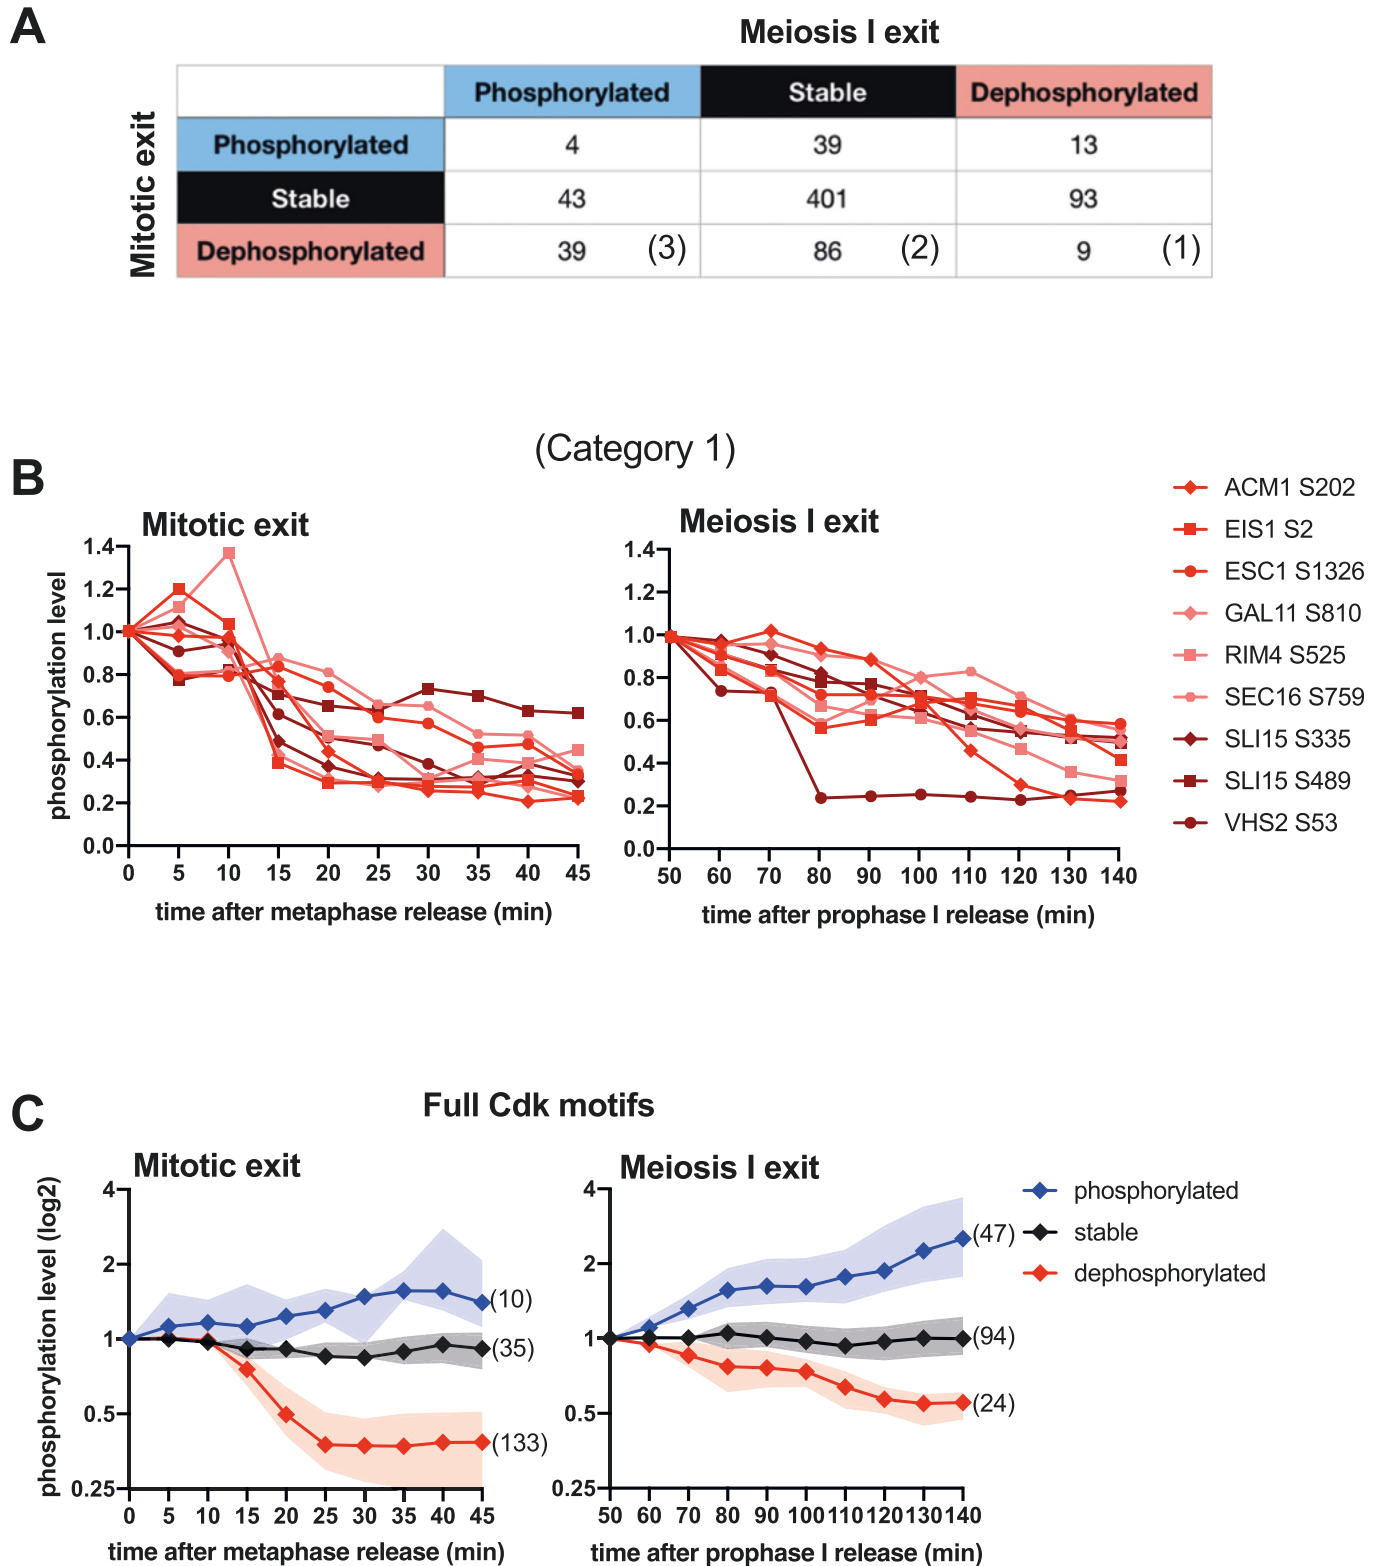 A
Meiosis I exit
Phosphorylated Stable Dephosphorylated
Mitotic exit
Phosphorylated 4 39 13
Stable 43 401 93
Dephosphorylated 39 (3) 86 (2) 9 (1)
(Category 1)
B
Mitotic exit
phosphorylation level
1.4
1.2
1.0
0.8
0.6
0.4
0.2
0.0
0 5 10 15 20 25 30 35 40 45
time after metaphase release (min)
Meiosis I exit
1.4
1.2
1.0
0.8
0.6
0.4
0.2
0.0
50 60 70 80 90 100 110 120 130 140
time after prophase I release (min)
ACM1 S202
EIS1 S2
ESC1 S1326
GAL11 S810
RIM4 S525
SEC16 S759
SLI15 S335
SLI15 S489
VHS2 S53
C
Full Cdk motifs
Mitotic exit
phosphorylation level (log2)
4
2
1
0.5
0.25
(10)
(35)
(133)
0 5 10 15 20 25 30 35 40 45
time after metaphase release (min)
Meiosis I exit
4
2
1
0.5
0.25
(47)
(94)
(24)
50 60 70 80 90 100 110 120 130 140
time after prophase I release (min)
phosphorylated
stable
dephosphorylated